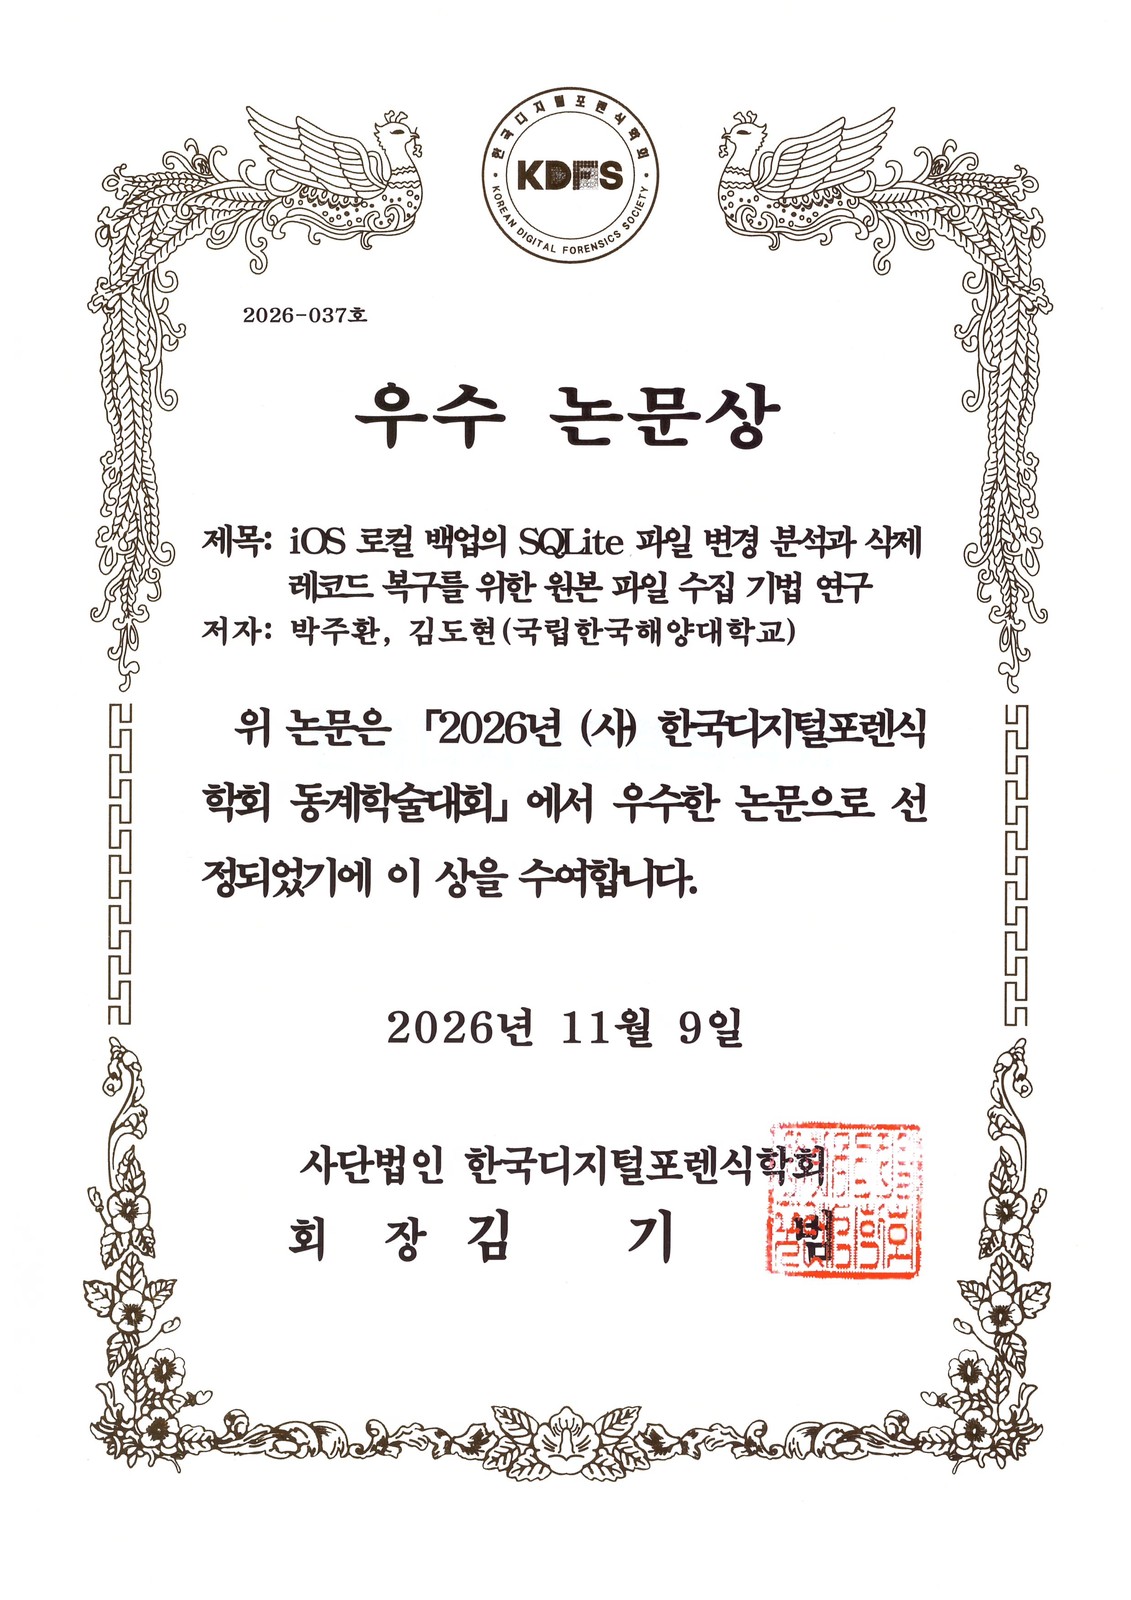 한국디지털포렌식학회
KDFS
KOREAN DIGITAL FORENSICS SOCIETY
2026-037호
우수 논문상
제목: iOS 로컬 백업의 SQLite 파일 변경 분석과 삭제
레코드 복구를 위한 원본 파일 수집 기법 연구
저자: 박주환, 김도현(국립한국해양대학교)
위 논문은 「2026년 (사) 한국디지털포렌식
학회 동계학술대회」에서 우수한 논문으로 선
정되었기에 이 상을 수여합니다.
2026년 11월 9일
사단법인 한국디지털포렌식학회
회 장 김 기 범